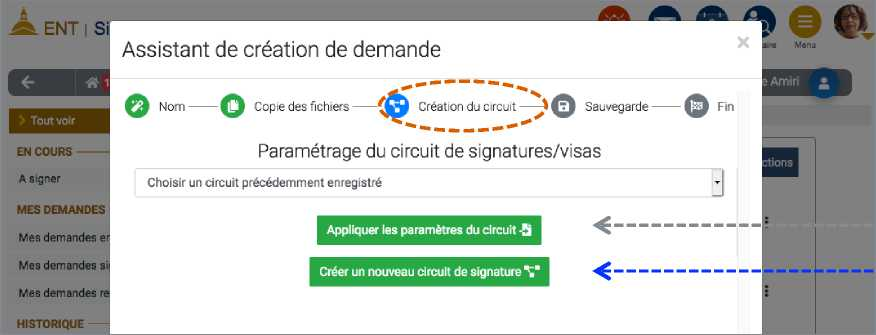 ENT | Si
Menu
Assistant de création de demande
×
e Amiri
Nom
Copie des fichiers
Création du circuit
Sauvegarde
Fin
> Tout voir
EN COURS
A signer
MES DEMANDES
Mes demandes en
Mes demandes si
Mes demandes re
HISTORIQUE
Paramétrage du circuit de signatures/visas
Choisir un circuit précédemment enregistré
ctions
Appliquer les paramètres du circuit
Créer un nouveau circuit de signature